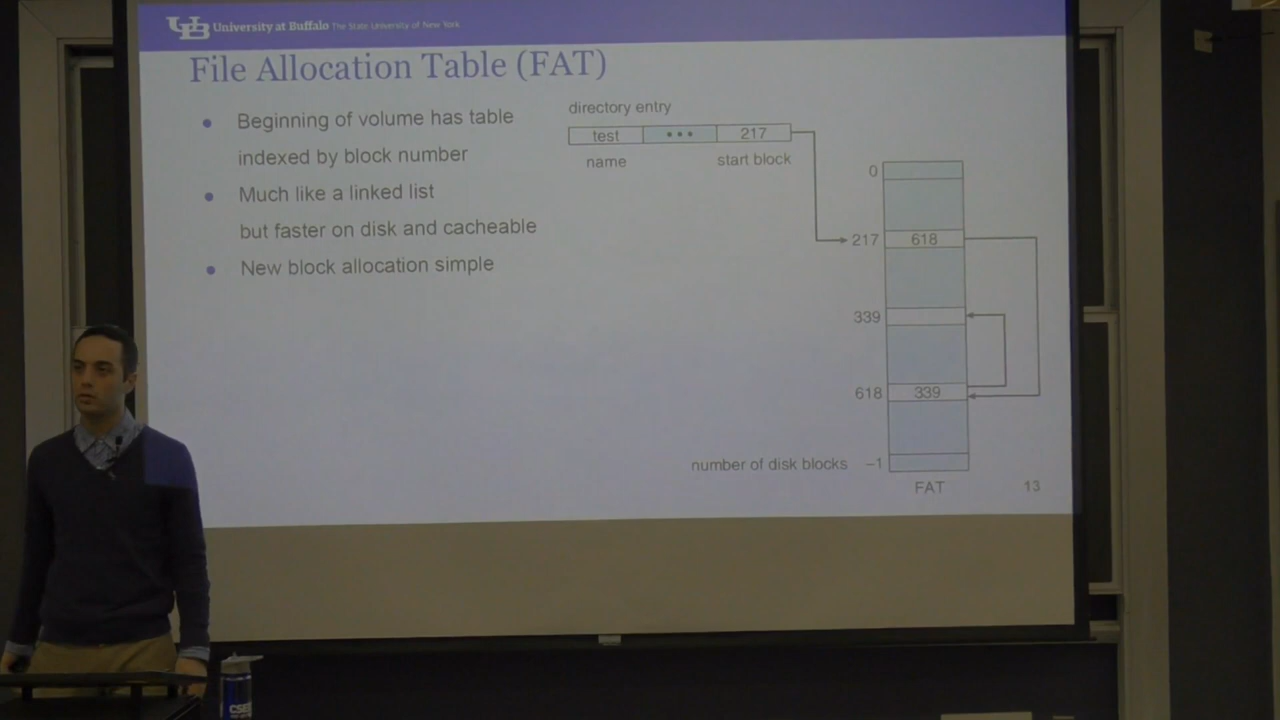 UB University at Buffalo The State University of New York
File Allocation Table (FAT)
• Beginning of volume has table
indexed by block number
• Much like a linked list
but faster on disk and cacheable
• New block allocation simple
directory entry
test ••• 217
name start block
0
217 618
339
618 339
number of disk blocks –1
FAT
13
CSE